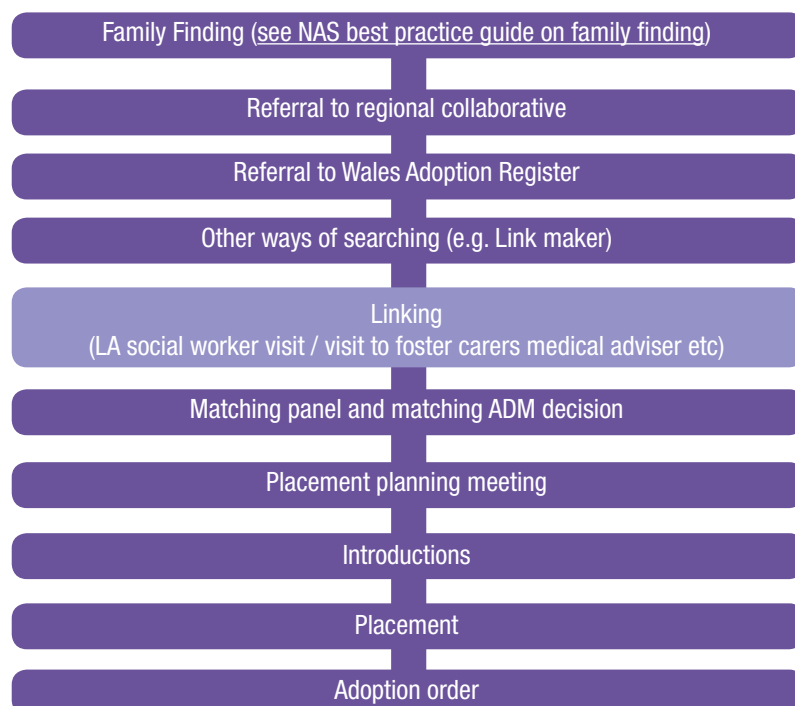 Family Finding (see NAS best practice guide on family finding)
Referral to regional collaborative
Referral to Wales Adoption Register
Other ways of searching (e.g. Link maker)
Linking
(LA social worker visit / visit to foster carers medical adviser etc)
Matching panel and matching ADM decision
Placement planning meeting
Introductions
Placement
Adoption order